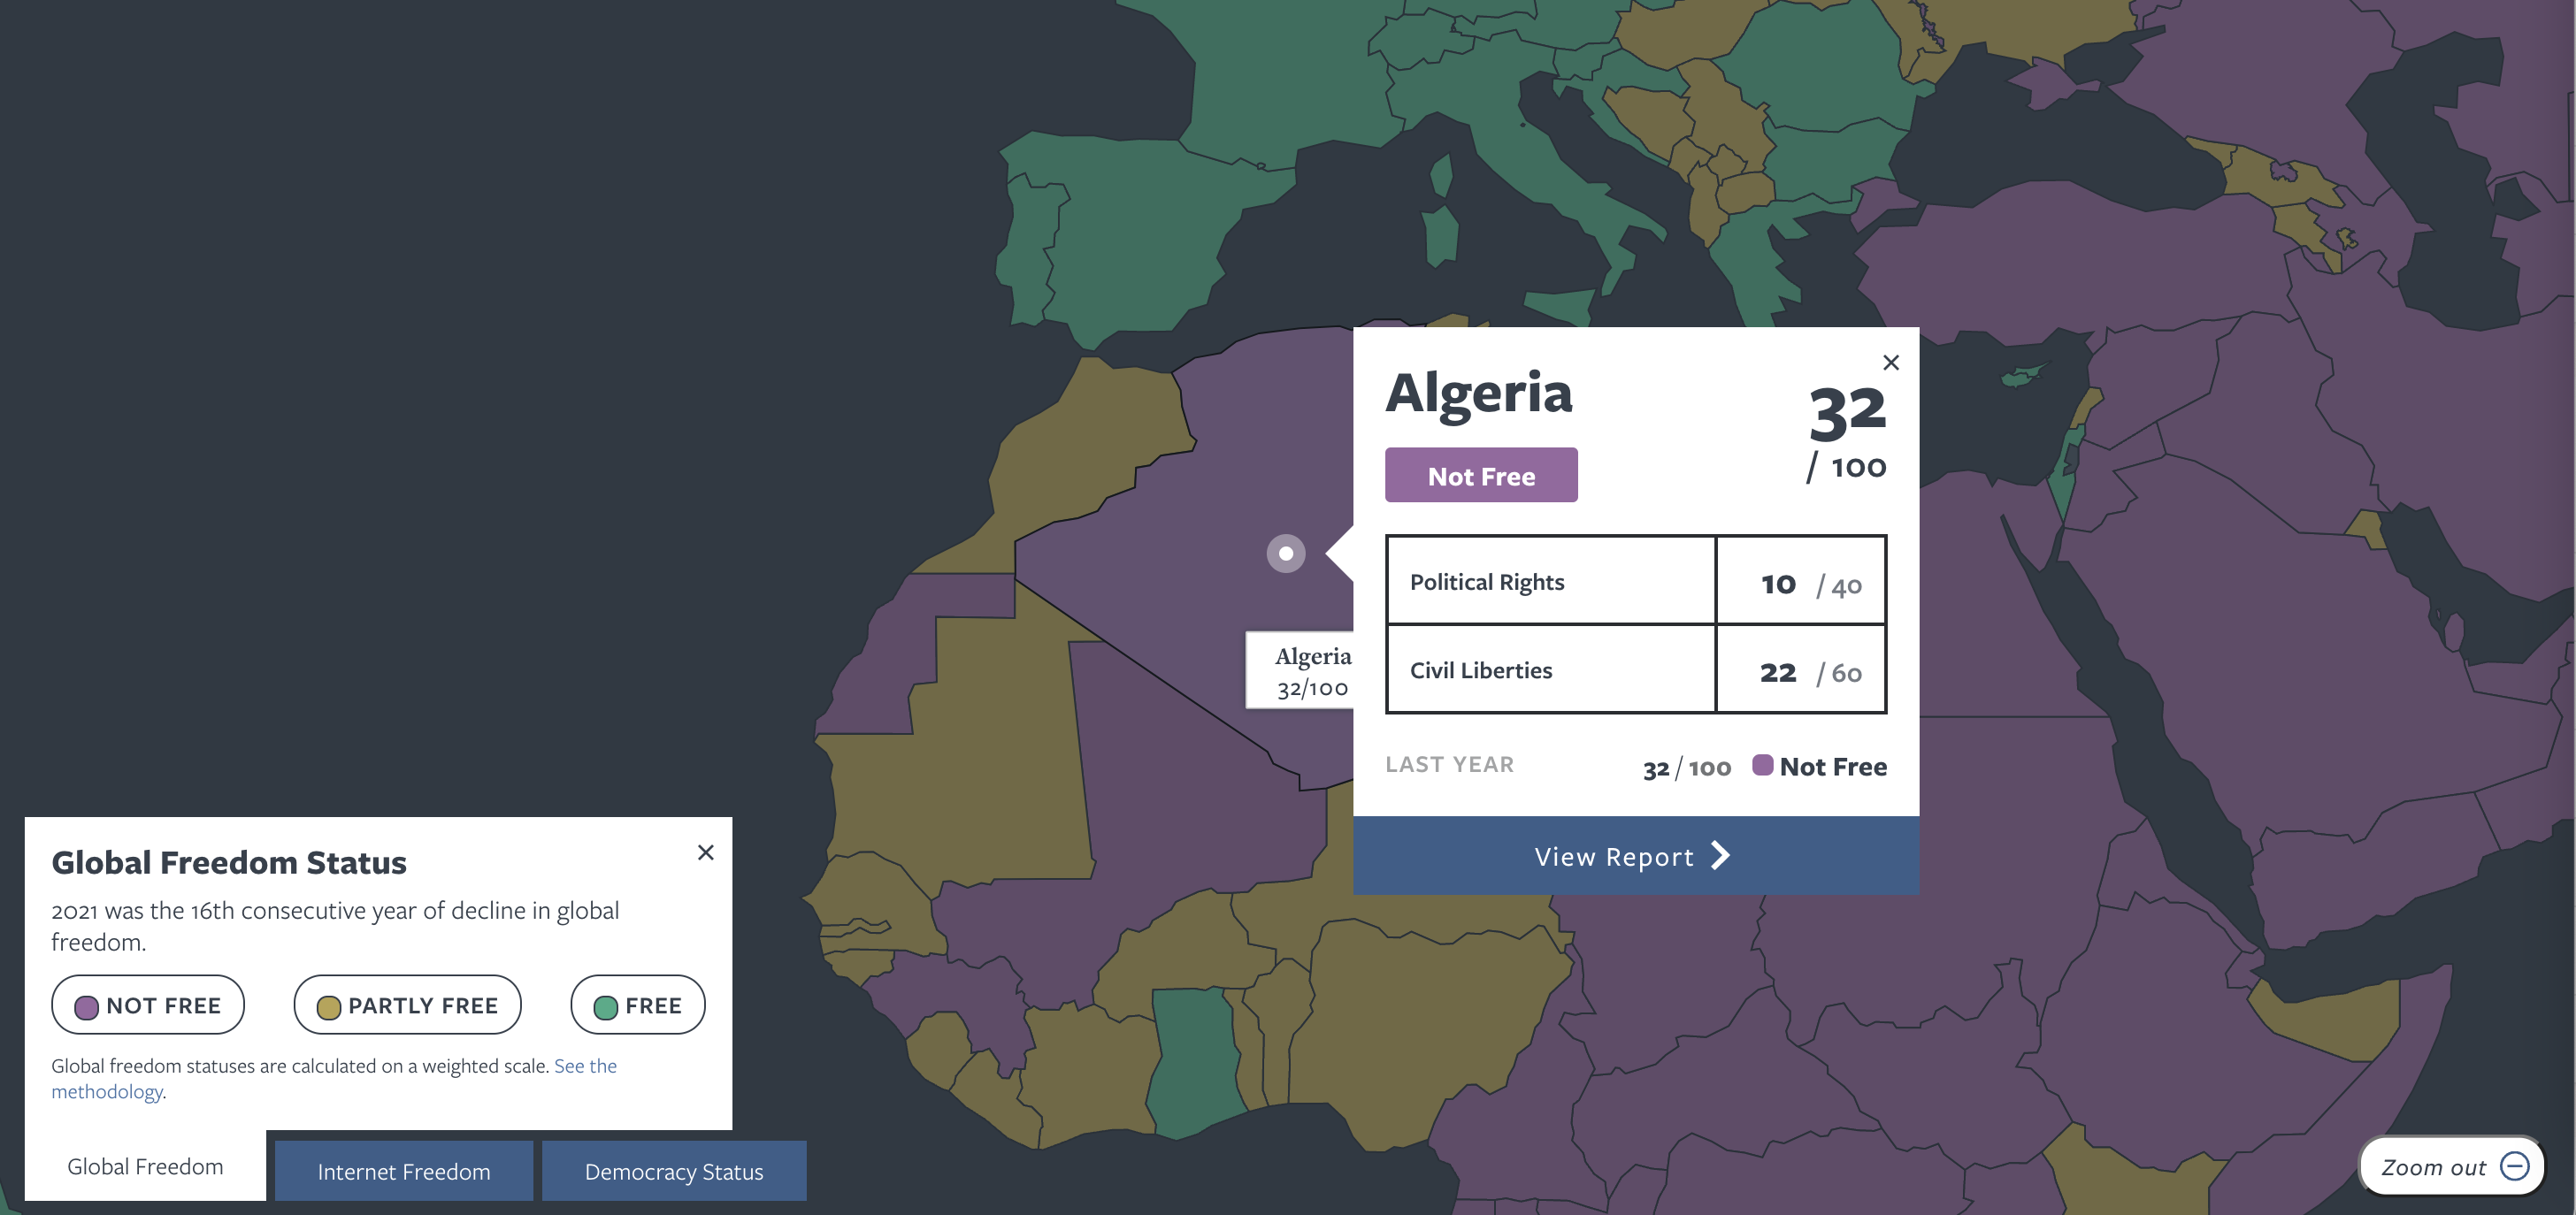 Algeria
32
/ 100
Not Free
Political Rights 10 / 40
Civil Liberties 22 / 60
LAST YEAR 32 / 100 Not Free
View Report
Algeria
32/100
Global Freedom Status
2021 was the 16th consecutive year of decline in global
freedom.
NOT FREE PARTLY FREE FREE
Global freedom statuses are calculated on a weighted scale. See the
methodology.
Global Freedom Internet Freedom Democracy Status
Zoom out